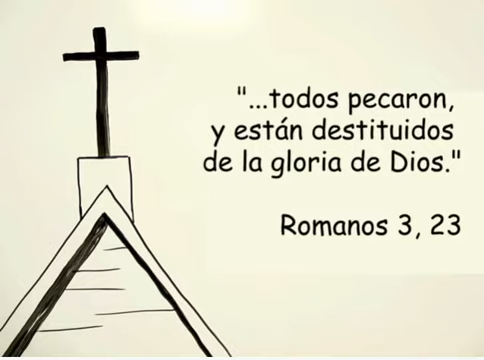 "...todos pecaron,
y están destituidos
de la gloria de Dios."
Romanos 3, 23